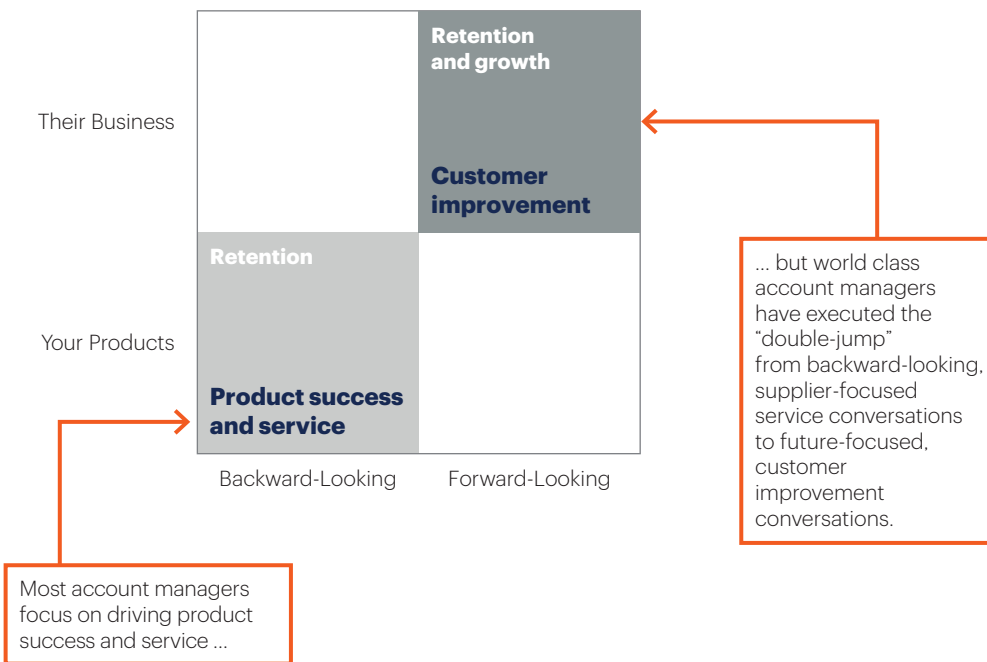 Retention
and growth
Their Business
Customer
improvement
Retention
Your Products
Product success
and service
Backward-Looking
Forward-Looking
... but world class
account managers
have executed the
“double-jump”
from backward-looking,
supplier-focused
service conversations
to future-focused,
customer
improvement
conversations.
Most account managers
focus on driving product
success and service ...